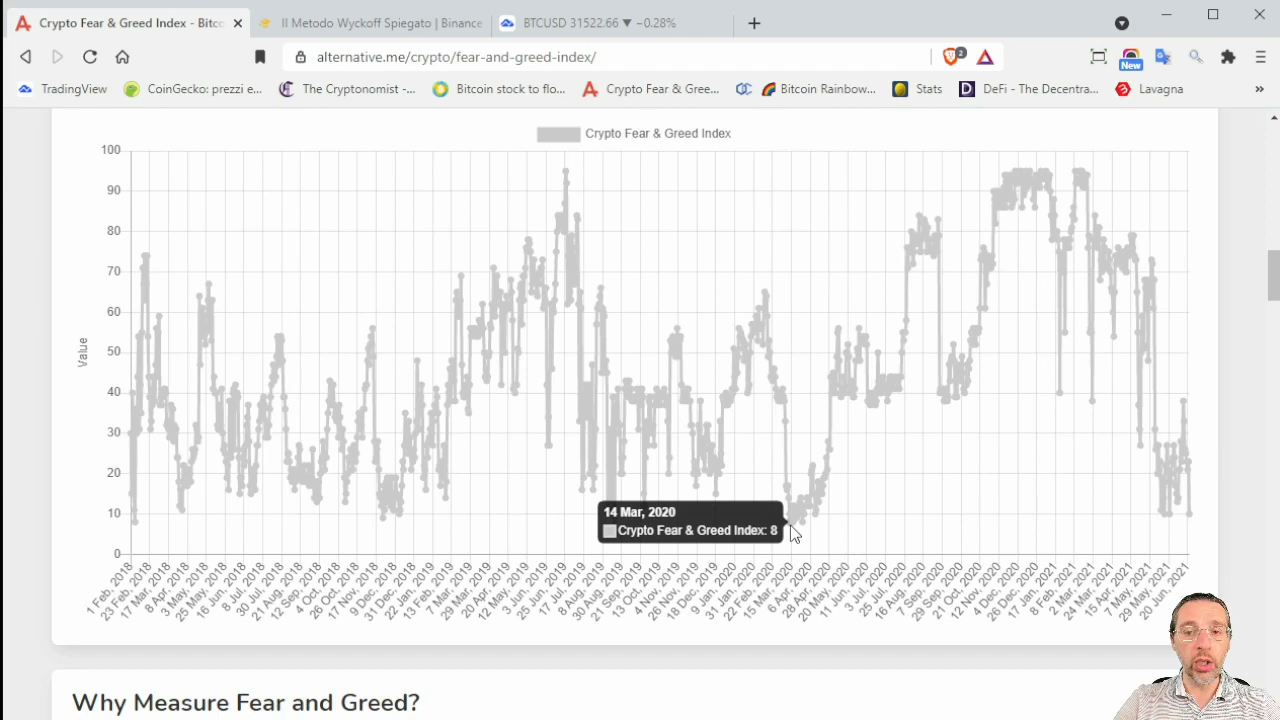 Crypto Fear & Greed Index - Bitco
Il Metodo Wyckoff Spiegato | Binance
BTCUSD 31522.66 ▼ −0.28%
alternative.me/crypto/fear-and-greed-index/
2
New
TradingView
CoinGecko: prezzi e...
The Cryptonomist -...
Bitcoin stock to flo...
Crypto Fear & Gree...
Bitcoin Rainbow...
Stats
DeFi - The Decentra...
Lavagna
»
Crypto Fear & Greed Index
100
90
80
70
60
50
40
30
20
10
0
Value
14 Mar, 2020
Crypto Fear & Greed Index: 8
1 Feb, 2018
23 Feb, 2018
17 Mar, 2018
8 Apr, 2018
3 May, 2018
25 May, 2018
16 Jun, 2018
8 Jul, 2018
30 Jul, 2018
21 Aug, 2018
12 Sep, 2018
4 Oct, 2018
26 Oct, 2018
17 Nov, 2018
9 Dec, 2018
31 Dec, 2018
22 Jan, 2019
13 Feb, 2019
7 Mar, 2019
29 Mar, 2019
20 Apr, 2019
12 May, 2019
3 Jun, 2019
25 Jun, 2019
17 Jul, 2019
8 Aug, 2019
30 Aug, 2019
21 Sep, 2019
13 Oct, 2019
4 Nov, 2019
26 Nov, 2019
18 Dec, 2019
9 Jan, 2020
31 Jan, 2020
22 Feb, 2020
15 Mar, 2020
6 Apr, 2020
28 Apr, 2020
20 May, 2020
11 Jun, 2020
3 Jul, 2020
25 Jul, 2020
16 Aug, 2020
7 Sep, 2020
29 Sep, 2020
21 Oct, 2020
12 Nov, 2020
4 Dec, 2020
26 Dec, 2020
17 Jan, 2021
8 Feb, 2021
2 Mar, 2021
24 Mar, 2021
15 Apr, 2021
7 May, 2021
29 May, 2021
20 Jun, 2021
Why Measure Fear and Greed?